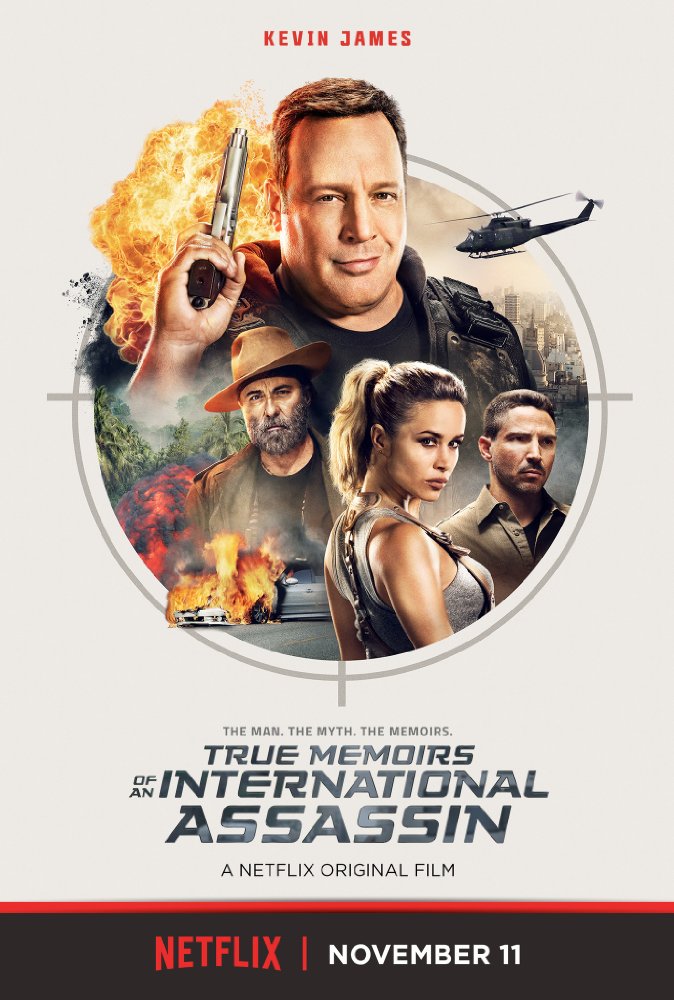 KEVIN JAMES
THE MAN. THE MYTH. THE MEMOIRS.
TRUE MEMOIRS
OF AN INTERNATIONAL
ASSASSIN
A NETFLIX ORIGINAL FILM
NETFLIX | NOVEMBER 11